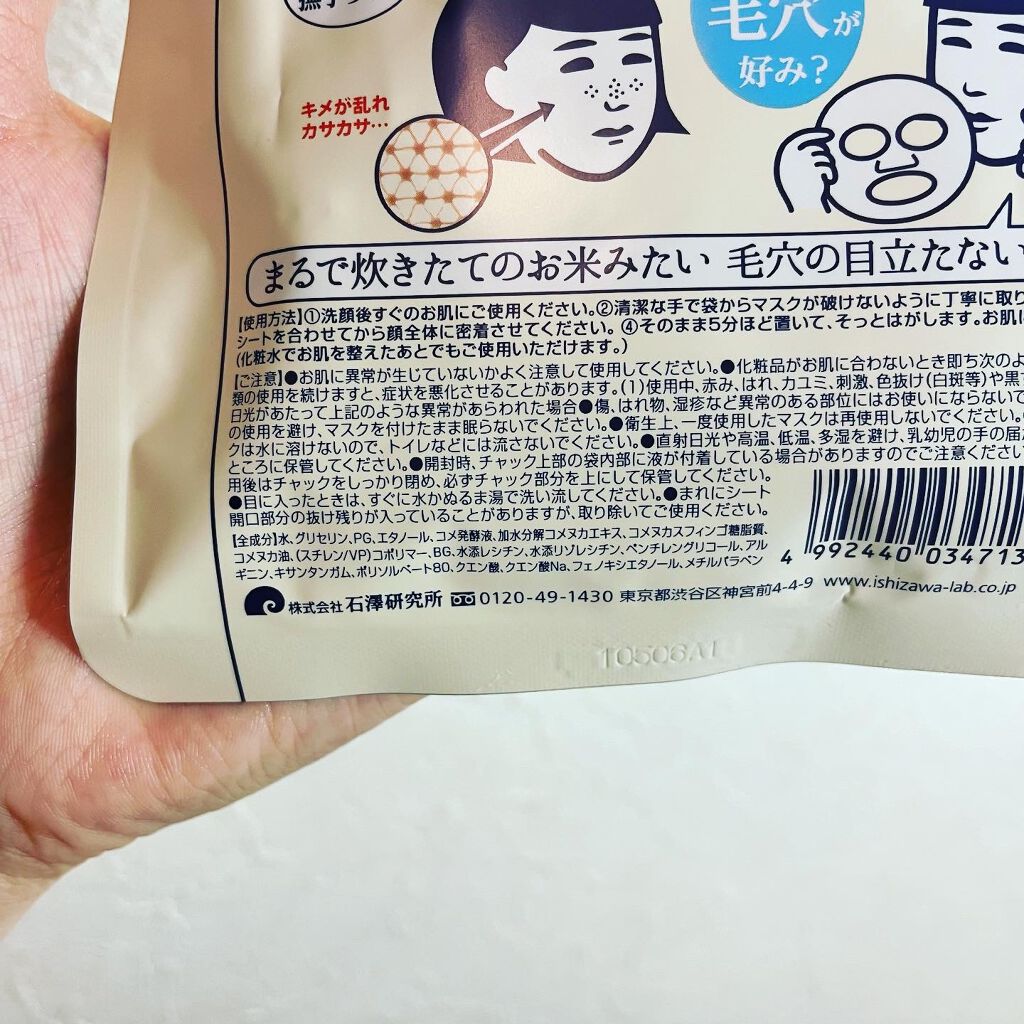 撫子
毛穴が
好み?
キメが乱れ
カサカサ…
まるで炊きたてのお米みたい 毛穴の目立たない
【使用方法】①洗顔後すぐのお肌にご使用ください。②清潔な手で袋からマスクが破けないように丁寧に取り
シートを合わせてから顔全体に密着させてください。④そのまま5分ほど置いて、そっとはがします。お肌に
(化粧水でお肌を整えたあとでもご使用いただけます。)
【ご注意】●お肌に異常が生じていないかよく注意して使用してください。●化粧品がお肌に合わないとき即ち次のよ
類の使用を続けますと、症状を悪化させることがあります。(1)使用中、赤み、はれ、カユミ、刺激、色抜け(白斑等)や黒
日光があたって上記のような異常があらわれた場合●傷、はれ物、湿疹など異常のある部位にはお使いにならないで
の使用を避け、マスクを付けたまま眠らないでください。●衛生上、一度使用したマスクは再使用しないでください。
クは水に溶けないので、トイレなどには流さないでください。●直射日光や高温、低温、多湿を避け、乳幼児の手の届
ところに保管してください。●開封時、チャック上部の袋内部に液が付着している場合がありますのでご注意ください
用後はチャックをしっかり閉め、必ずチャック部分を上にして保管してください。
●目に入ったときは、すぐに水かぬるま湯で洗い流してください。●まれにシート
開口部分の抜け残りが入っていることがありますが、取り除いてご使用ください。
【全成分】水、グリセリン、PG、エタノール、コメ発酵液、加水分解コメヌカエキス、コメヌカスフィンゴ糖脂質、
コメヌカ油、(スチレン/VP)コポリマー、BG、水添レシチン、水添リゾレシチン、ペンチレングリコール、アル
ギニン、キサンタンガム、ポリソルベート80、クエン酸、クエン酸Na、フェノキシエタノール、メチルパラベン
4 992440 034713
株式会社 石澤研究所 0120-49-1430 東京都渋谷区神宮前4-4-9 www.ishizawa-lab.co.jp
10506A1